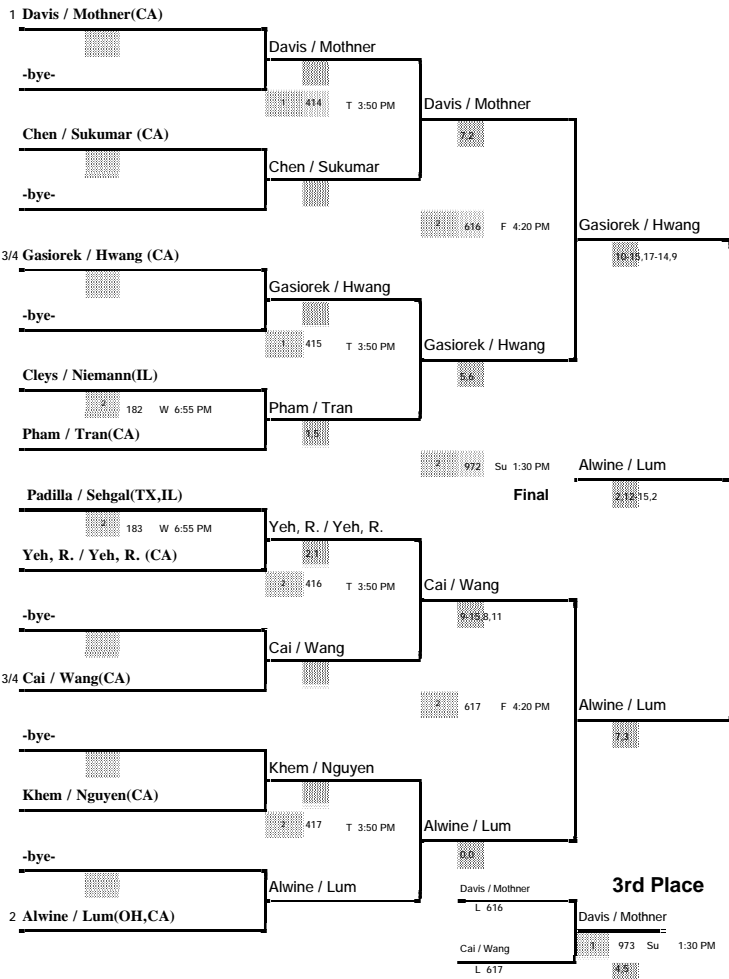 1 Davis / Mothner(CA)
Davis / Mothner
-bye-
1 414 T 3:50 PM
Davis / Mothner
7,2
Chen / Sukumar (CA)
Chen / Sukumar
-bye-
2 616 F 4:20 PM
Gasiorek / Hwang
10-15,17-14,9
3/4 Gasiorek / Hwang (CA)
Gasiorek / Hwang
-bye-
1 415 T 3:50 PM
Gasiorek / Hwang
5,6
Cleys / Niemann(IL)
2 182 W 6:55 PM
Pham / Tran
1,5
Pham / Tran(CA)
2 972 Su 1:30 PM
Alwine / Lum
Final
2,12-15,2
Padilla / Sehgal(TX,IL)
2 183 W 6:55 PM
Yeh, R. / Yeh, R.
2,1
Yeh, R. / Yeh, R. (CA)
2 416 T 3:50 PM
Cai / Wang
9-15,8,11
-bye-
Cai / Wang
3/4 Cai / Wang(CA)
2 617 F 4:20 PM
Alwine / Lum
7,3
-bye-
Khem / Nguyen
Khem / Nguyen(CA)
2 417 T 3:50 PM
Alwine / Lum
0,0
-bye-
Alwine / Lum
2 Alwine / Lum(OH,CA)
3rd Place
Davis / Mothner
L 616
Davis / Mothner
1 973 Su 1:30 PM
Cai / Wang
L 617
4,5